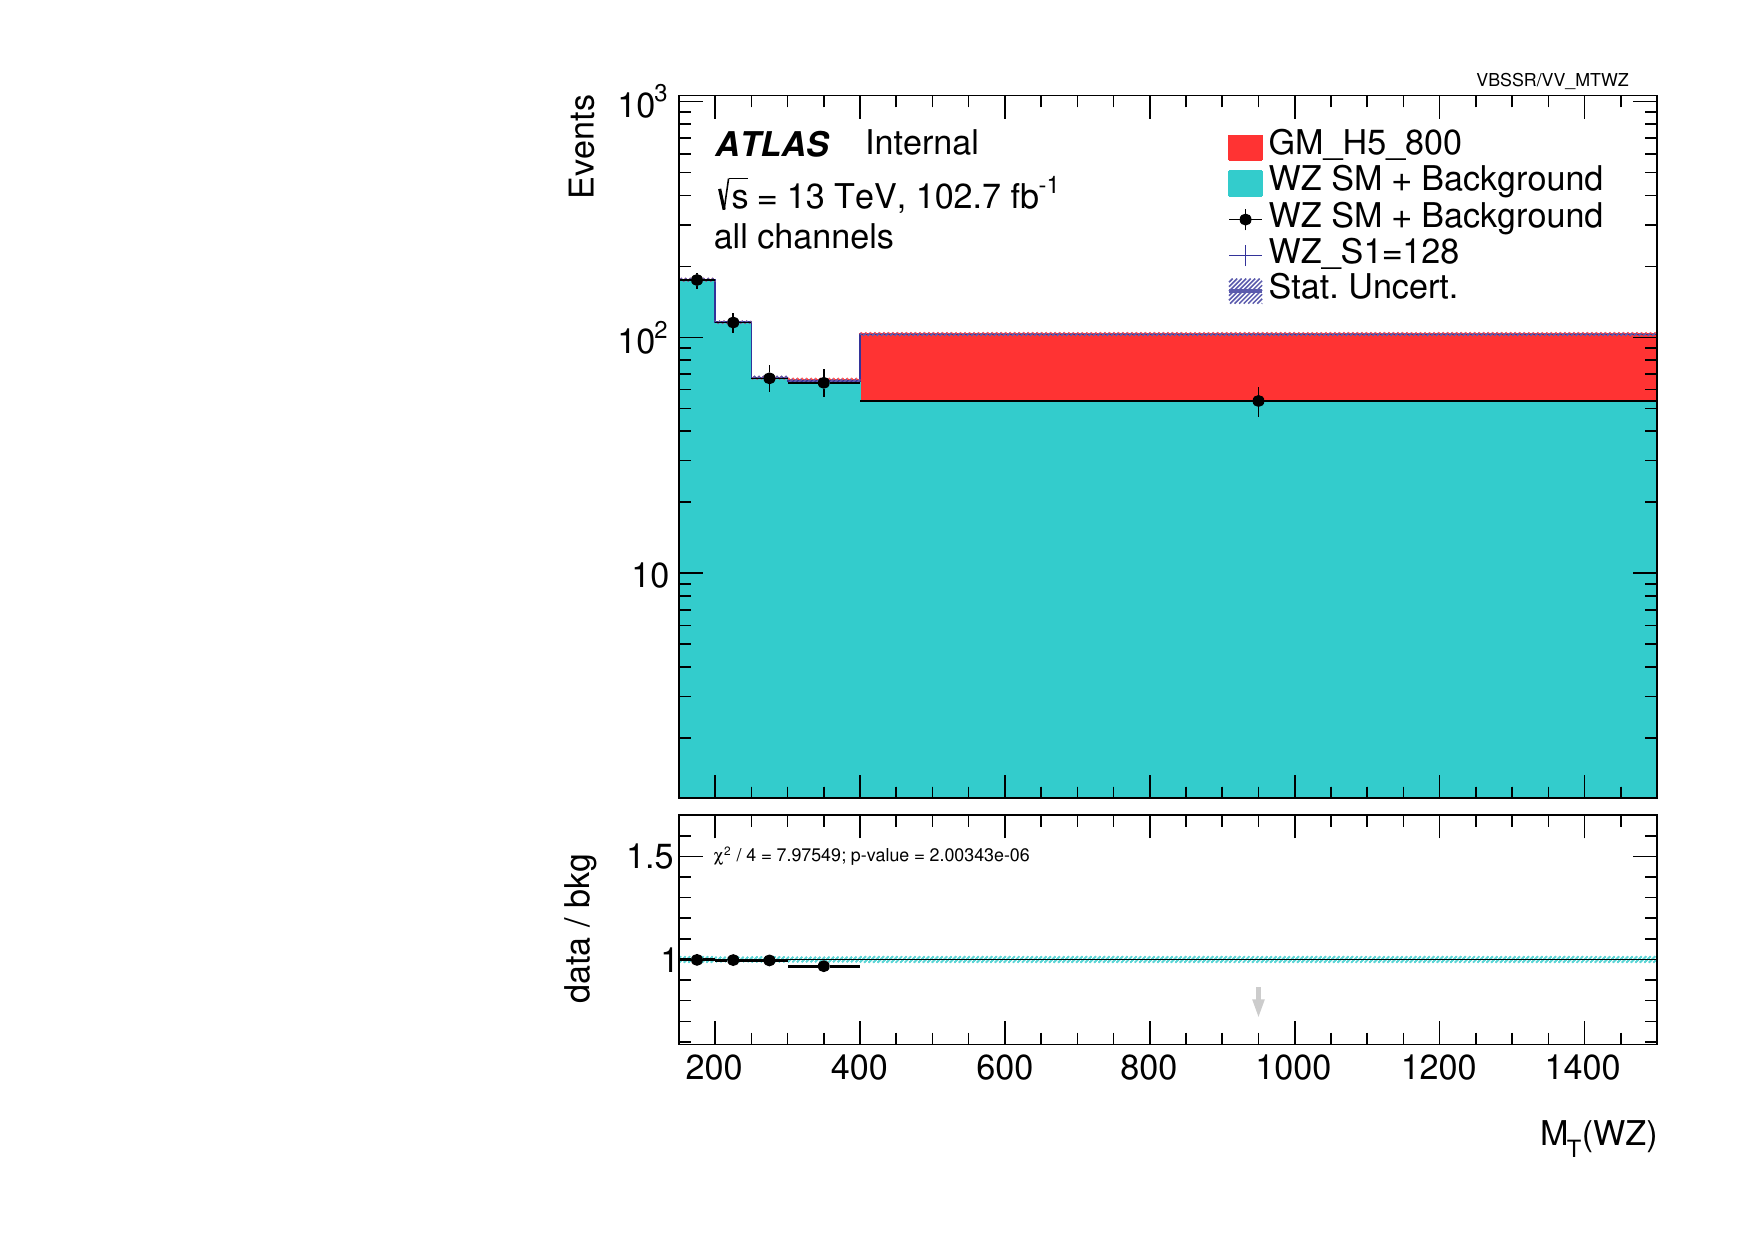 VBSSR/VV_MTWZ
Events
10³
10²
10
ATLAS Internal
√s = 13 TeV, 102.7 fb⁻¹
all channels
GM_H5_800
WZ SM + Background
WZ SM + Background
WZ_S1=128
Stat. Uncert.
data / bkg
1.5
1
χ² / 4 = 7.97549; p-value = 2.00343e-06
200 400 600 800 1000 1200 1400
M_T(WZ)